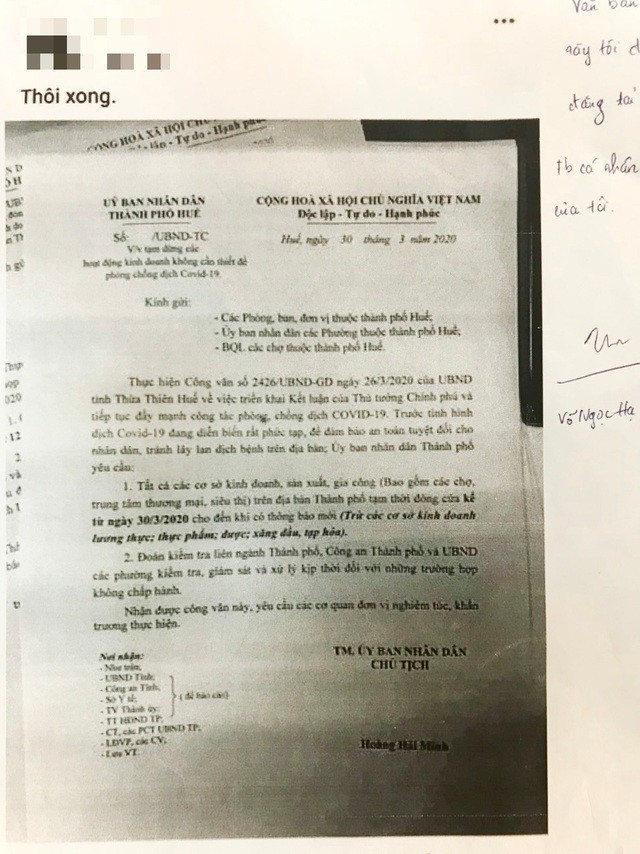 Thôi xong.
CỘNG HOÀ XÃ HỘI
lập - Tự do - Hạnh phúc
UỶ BAN NHÂN DÂN
THÀNH PHỐ HUẾ
Số: /UBND-TC
V/v tạm dừng các
hoạt động kinh doanh không cần thiết để
phòng chống dịch Covid-19.
CỘNG HOÀ XÃ HỘI CHỦ NGHĨA VIỆT NAM
Độc lập - Tự do - Hạnh phúc
Huế, ngày 30 tháng 3 năm 2020
Kính gửi:
- Các Phòng, ban, đơn vị thuộc thành phố Huế;
- Ủy ban nhân dân các Phường thuộc thành phố Huế;
- BQL các chợ thuộc thành phố Huế.
Thực hiện Công văn số 2426/UBND-GD ngày 26/3/2020 của UBND
tỉnh Thừa Thiên Huế về việc triển khai Kết luận của Thủ tướng Chính phủ và
tiếp tục đẩy mạnh công tác phòng, chống dịch COVID-19. Trước tình hình
dịch Covid-19 đang diễn biến rất phức tạp, để đảm bảo an toàn tuyệt đối cho
nhân dân, tránh lây lan dịch bệnh trên địa bàn; Ủy ban nhân dân Thành phố
yêu cầu:
1. Tất cả các cơ sở kinh doanh, sản xuất, gia công (Bao gồm các chợ,
trung tâm thương mại, siêu thị) trên địa bàn Thành phố tạm thời đóng cửa kể
từ ngày 30/3/2020 cho đến khi có thông báo mới (Trừ các cơ sở kinh doanh
lương thực; thực phẩm; dược; xăng dầu, tạp hóa).
2. Đoàn kiểm tra liên ngành Thành phố, Công an Thành phố và UBND
các phường kiểm tra, giám sát và xử lý kịp thời đối với những trường hợp
không chấp hành.
Nhận được công văn này, yêu cầu các cơ quan đơn vị nghiêm túc, khẩn
trương thực hiện.
Nơi nhận:
- Như trên;
- UBND Tỉnh;
- Công an Tỉnh;
- Sở Y tế;
- TV Thành ủy;
- TT HĐND TP;
- CT, các PCT UBND TP;
- LĐVP, các CV;
- Lưu VT.
(để báo cáo)
TM. ỦY BAN NHÂN DÂN
CHỦ TỊCH
Hoàng Hải Minh
Văn bản
này tôi đ
đăng tải
fb cá nhân
của tôi.
Võ Ngọc Hạ